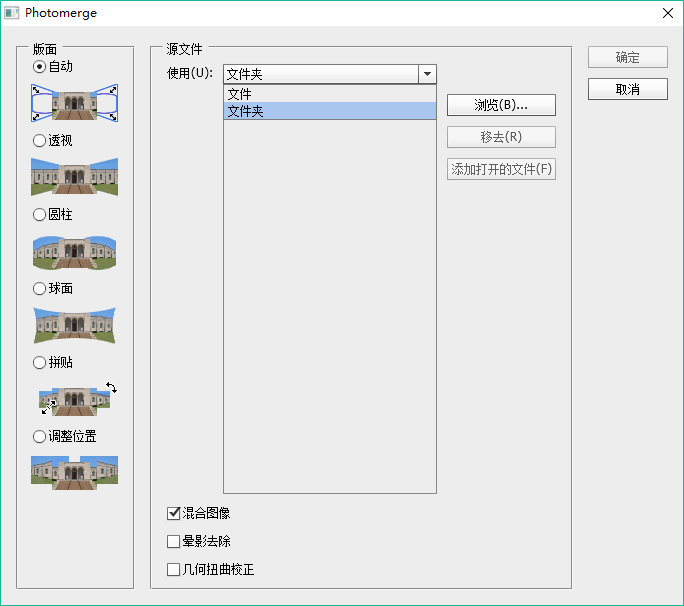 Photomerge
版面
自动
透视
圆柱
球面
拼贴
调整位置
源文件
使用(U): 文件夹
文件
文件夹
浏览(B)...
移去(R)
添加打开的文件(F)
混合图像
晕影去除
几何扭曲校正
确定
取消